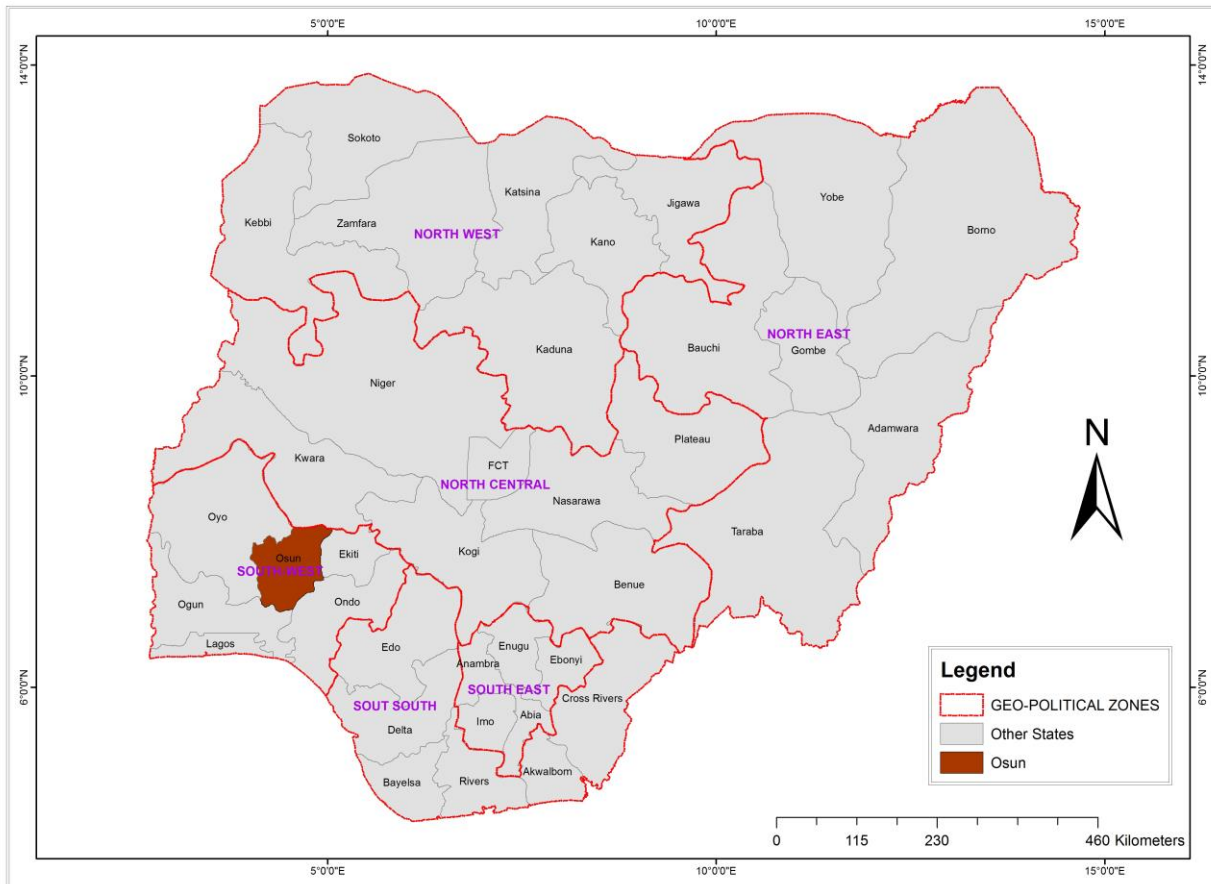 5°0'0"E
10°0'0"E
15°0'0"E
14°0'0"N
14°0'0"N
Sokoto
Katsina
Jigawa
Yobe
Kebbi
Zamfara
NORTH WEST
Kano
Borno
NORTH EAST
Bauchi
Gombe
Kaduna
Niger
10°0'0"N
10°0'0"N
Plateau
Adamwara
Kwara
FCT
NORTH CENTRAL
Nasarawa
N
Oyo
Taraba
Osun
SOUTH WEST
Ekiti
Kogi
Benue
Ogun
Ondo
Lagos
Edo
Enugu
Anambra
Ebonyi
SOUTH EAST
Cross Rivers
SOUT SOUTH
Imo
Abia
Delta
Bayelsa
Rivers
Akwalbom
6°0'0"N
6°0'0"N
Legend
GEO-POLITICAL ZONES
Other States
Osun
0 115 230 460 Kilometers
5°0'0"E
10°0'0"E
15°0'0"E